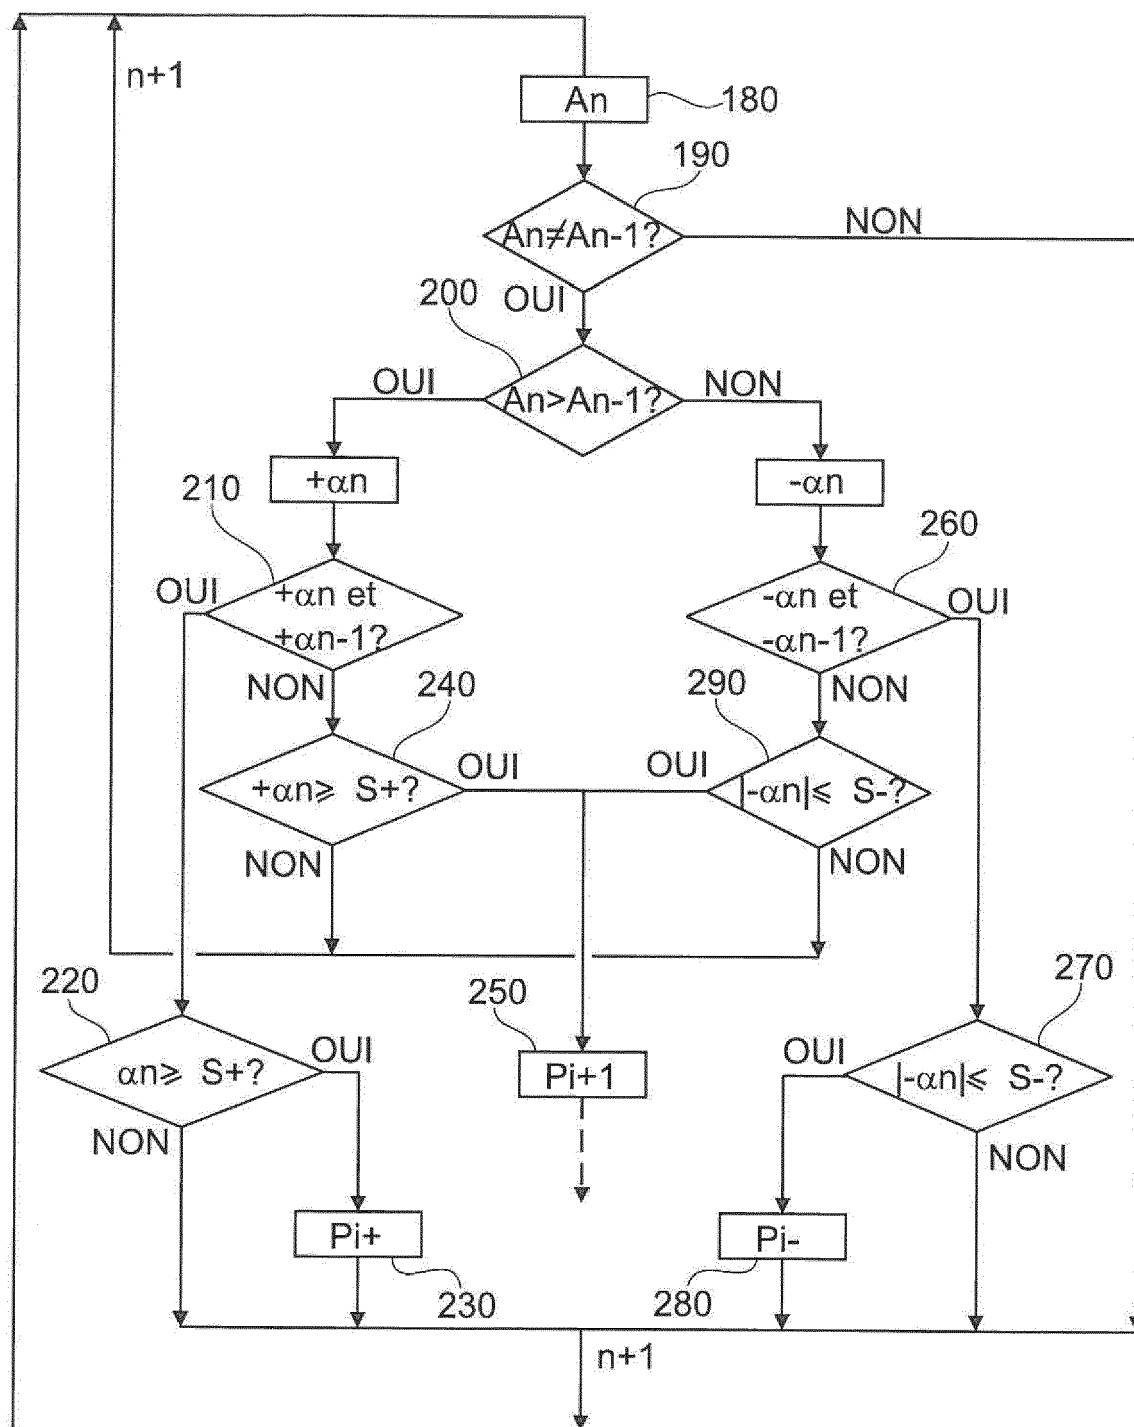 n+1
An
180
190
An≠An-1?
NON
OUI
200
An>An-1?
OUI
NON
+αn
-αn
210
260
OUI
+αn et
+αn-1?
-αn et
-αn-1?
OUI
NON
240
290
NON
+αn⩾ S+?
OUI
OUI
|-αn|⩽ S-?
NON
NON
220
250
270
αn⩾ S+?
OUI
Pi+1
OUI
|-αn|⩽ S-?
NON
NON
Pi+
Pi-
230
280
n+1